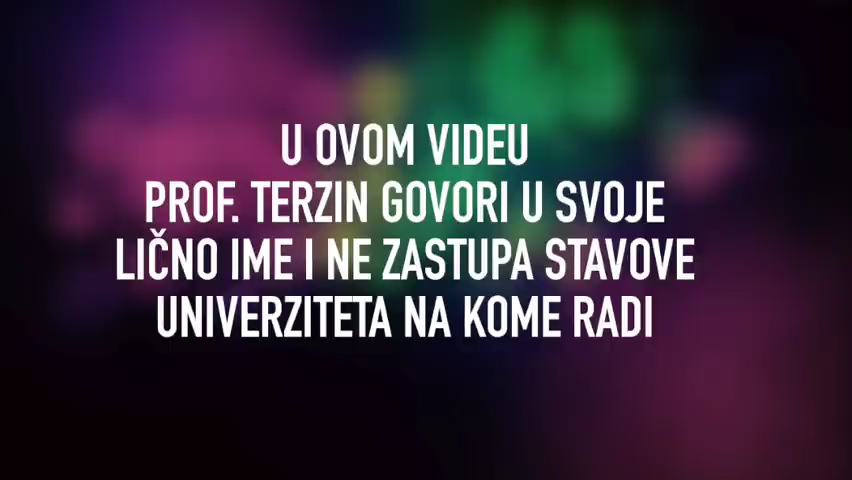 U OVOM VIDEU
PROF. TERZIN GOVORI U SVOJE
LIČNO IME I NE ZASTUPA STAVOVE
UNIVERZITETA NA KOME RADI